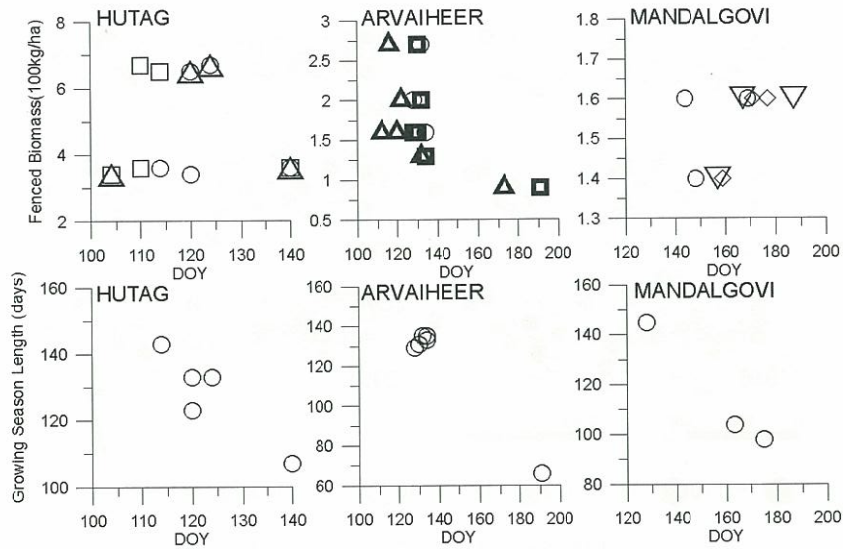 HUTAG
ARVAIHEER
MANDALGOVI
Fenced Biomass(100kg/ha)
8
6
4
2
100 110 120 130 140
DOY
3
2.5
2
1.5
1
0.5
100 120 140 160 180 200
DOY
1.8
1.7
1.6
1.5
1.4
1.3
120 140 160 180 200
DOY
HUTAG
ARVAIHEER
MANDALGOVI
Growing Season Length (days)
160
140
120
100
100 110 120 130 140
DOY
160
140
120
100
80
60
100 120 140 160 180 200
DOY
160
140
120
100
80
120 140 160 180 200
DOY